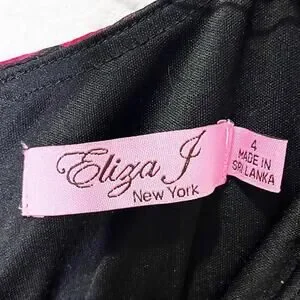 Eliza J
New York
4
MADE IN
SRI LANKA